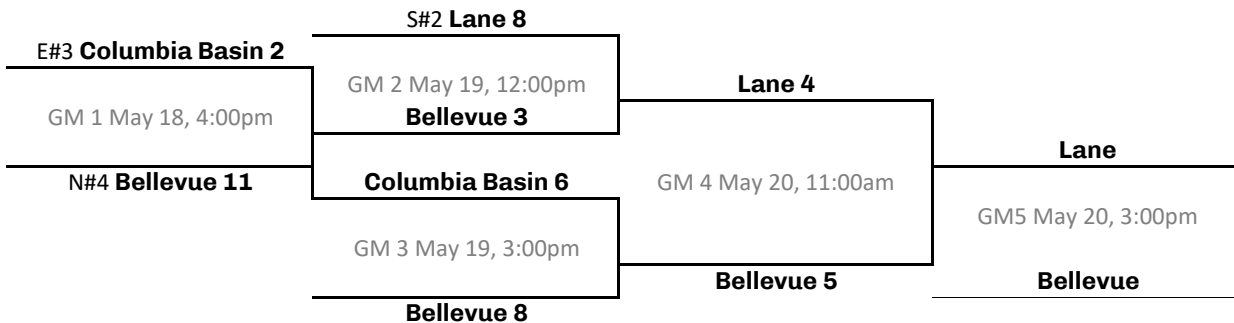 S#2 Lane 8
E#3 Columbia Basin 2
GM 2 May 19, 12:00pm
Lane 4
GM 1 May 18, 4:00pm
Bellevue 3
Lane
N#4 Bellevue 11
Columbia Basin 6
GM 4 May 20, 11:00am
GM5 May 20, 3:00pm
GM 3 May 19, 3:00pm
Bellevue 5
Bellevue
Bellevue 8